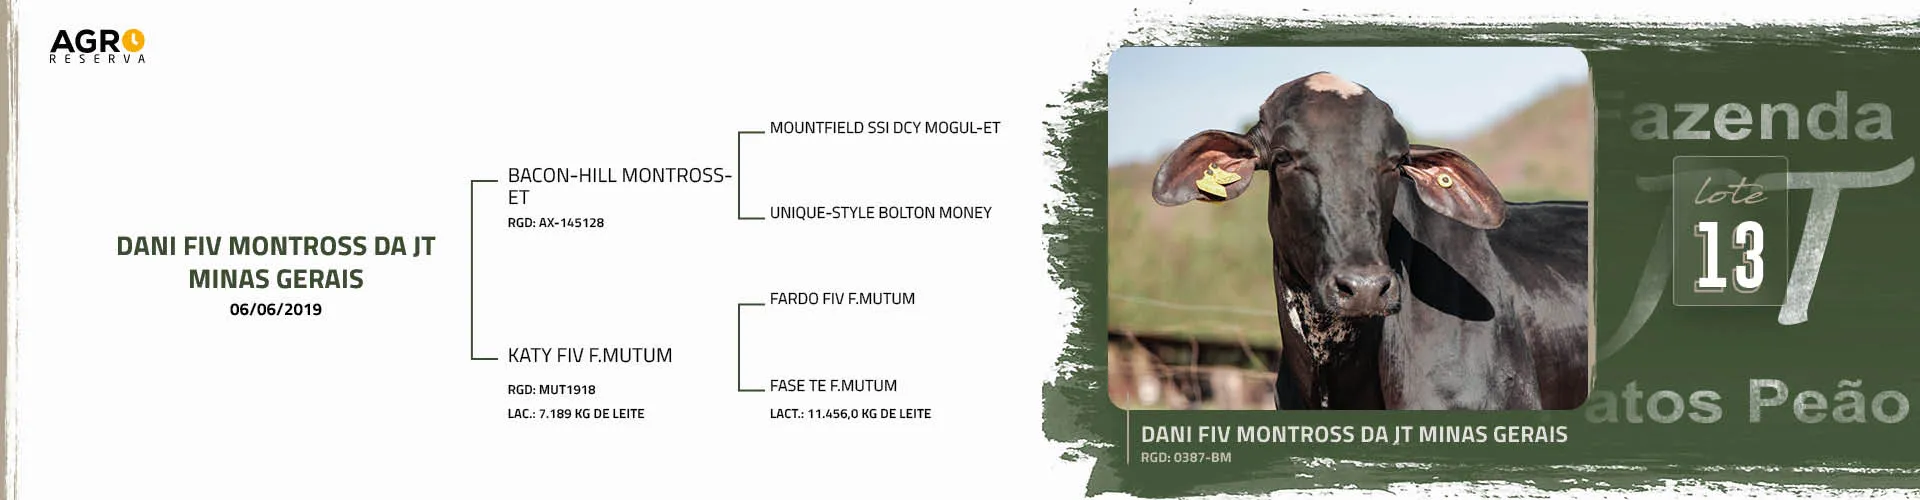 AGRO
RESERVA
DANI FIV MONTROSS DA JT
MINAS GERAIS
06/06/2019
BACON-HILL MONTROSS-
ET
RGD: AX-145128
KATY FIV F.MUTUM
RGD: MUT1918
LAC.: 7.189 KG DE LEITE
MOUNTFIELD SSI DCY MOGUL-ET
UNIQUE-STYLE BOLTON MONEY
FARDO FIV F.MUTUM
FASE TE F.MUTUM
LACT.: 11.456,0 KG DE LEITE
DANI FIV MONTROSS DA JT MINAS GERAIS
RGD: 0387-BM
Fazenda
JT
lote
13
atos Peão